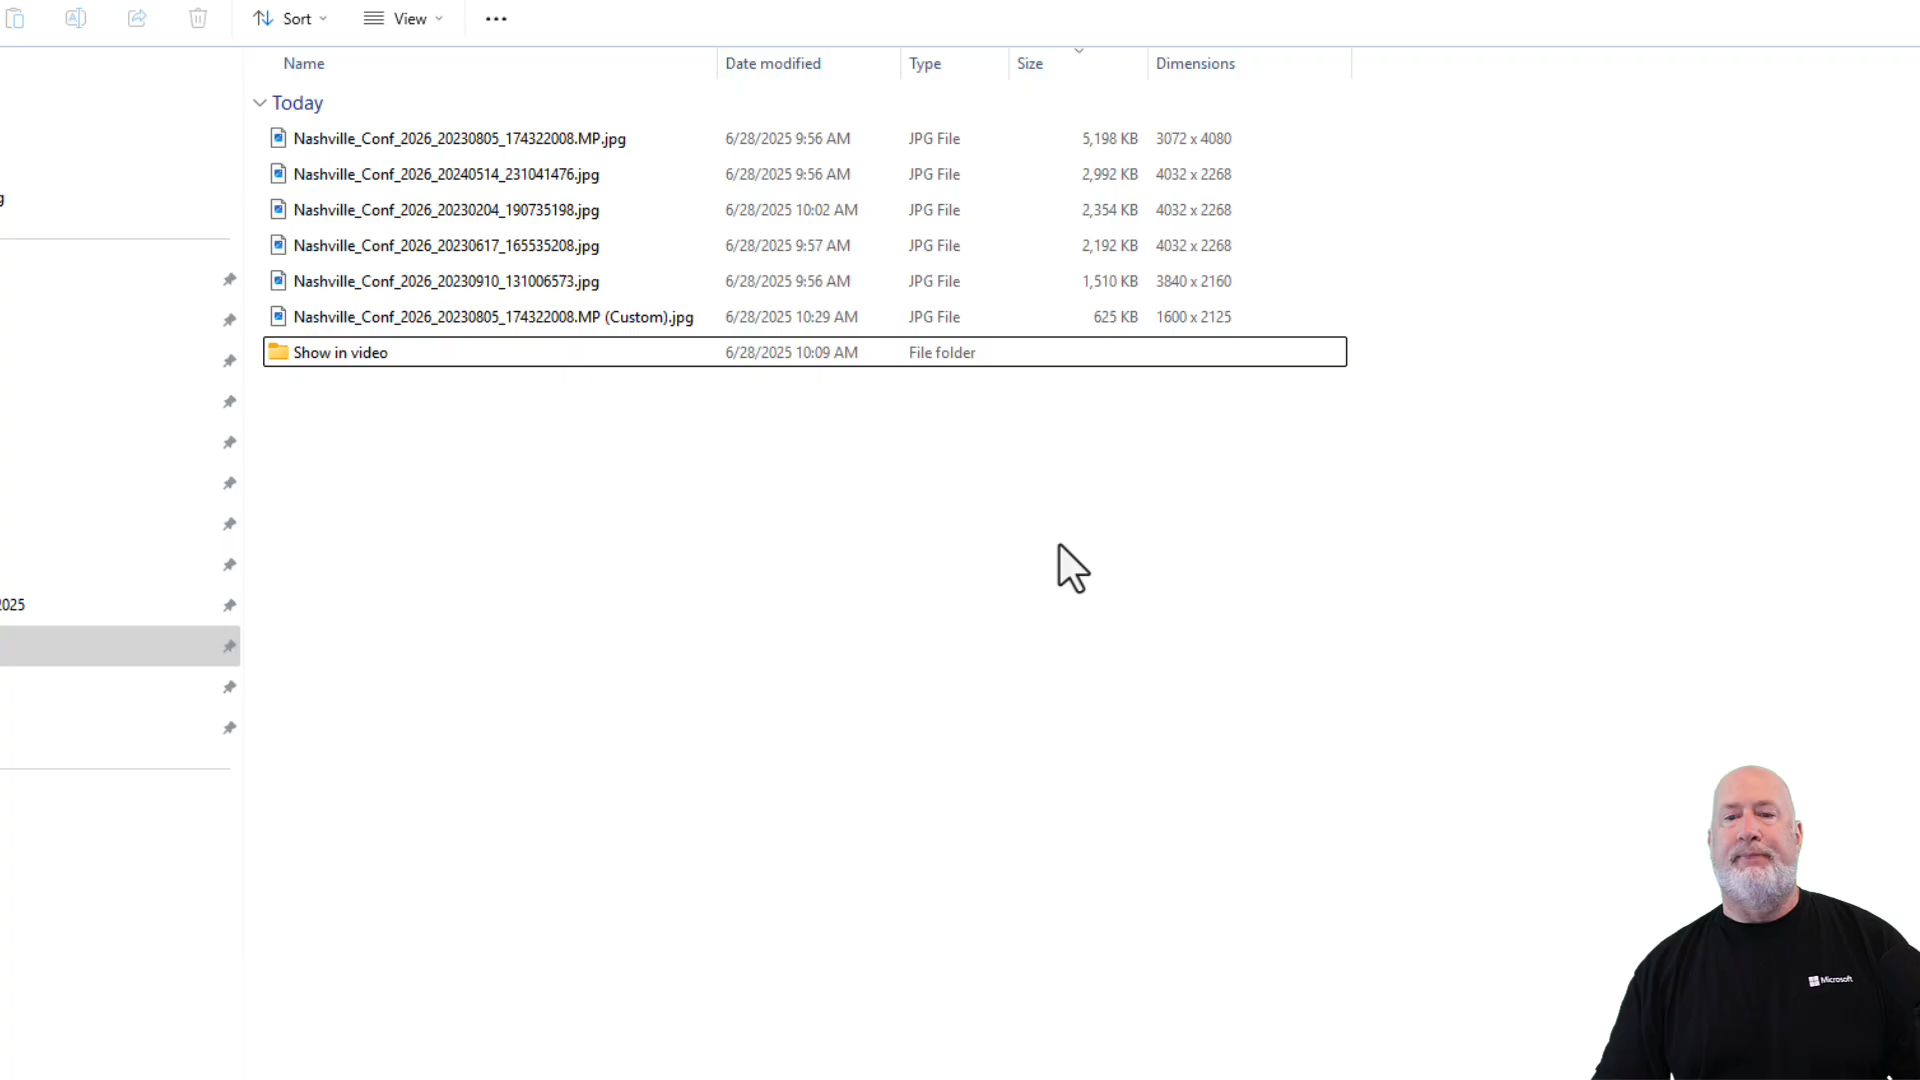 Sort
View
Name Date modified Type Size Dimensions
Today
Nashville_Conf_2026_20230805_174322008.MP.jpg 6/28/2025 9:56 AM JPG File 5,198 KB 3072 x 4080
Nashville_Conf_2026_20240514_231041476.jpg 6/28/2025 9:56 AM JPG File 2,992 KB 4032 x 2268
Nashville_Conf_2026_20230204_190735198.jpg 6/28/2025 10:02 AM JPG File 2,354 KB 4032 x 2268
Nashville_Conf_2026_20230617_165535208.jpg 6/28/2025 9:57 AM JPG File 2,192 KB 4032 x 2268
Nashville_Conf_2026_20230910_131006573.jpg 6/28/2025 9:56 AM JPG File 1,510 KB 3840 x 2160
Nashville_Conf_2026_20230805_174322008.MP (Custom).jpg 6/28/2025 10:29 AM JPG File 625 KB 1600 x 2125
Show in video 6/28/2025 10:09 AM File folder
2025
Microsoft